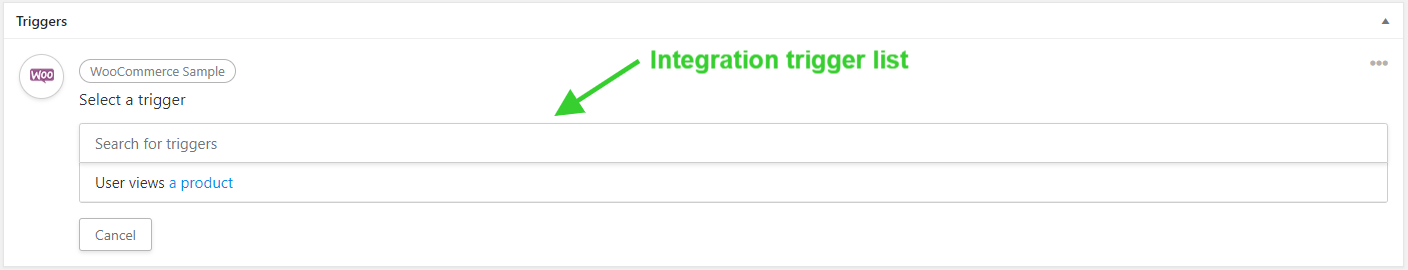 Triggers
WOO
WooCommerce Sample
Integration trigger list
Select a trigger
Search for triggers
User views a product
Cancel